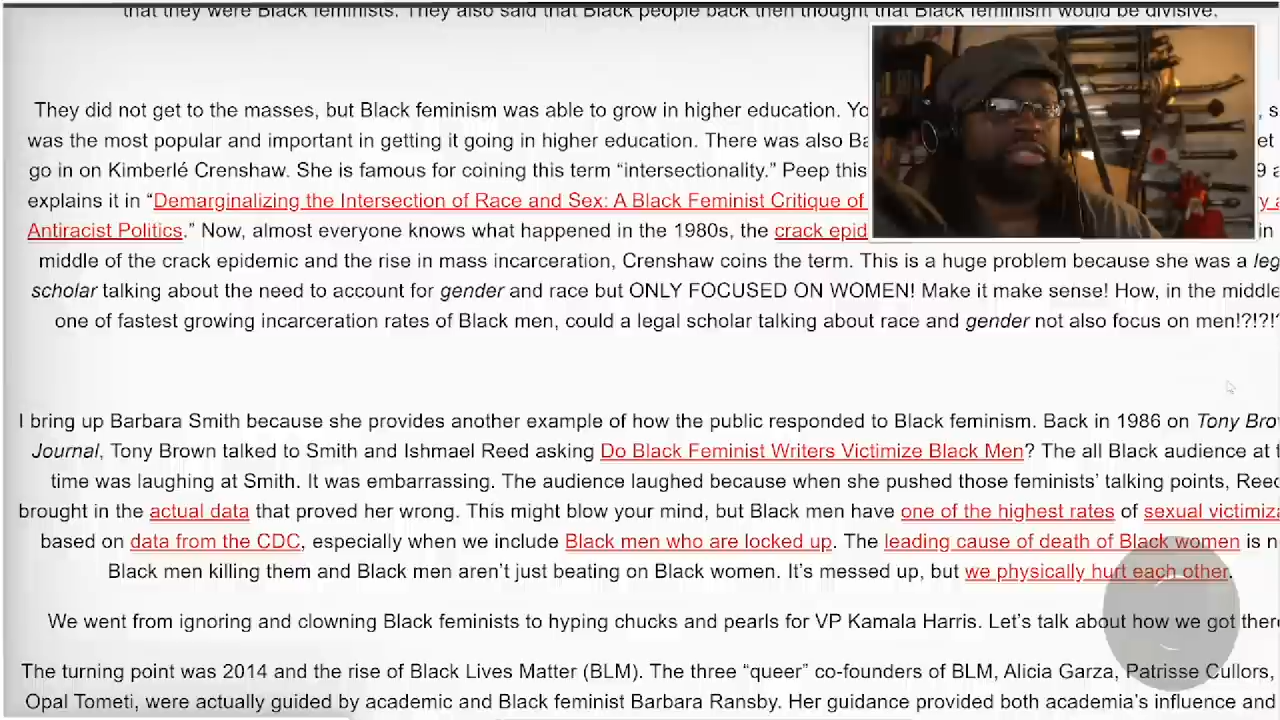 that they were Black feminists. They also said that Black people back then thought that Black feminism would be divisive.
They did not get to the masses, but Black feminism was able to grow in higher education.
was the most popular and important in getting it going in higher education. There was also
go in on Kimberlé Crenshaw. She is famous for coining this term “intersectionality.” Peep this
explains it in “Demarginalizing the Intersection of Race and Sex: A Black Feminist Critique of
Antiracist Politics.” Now, almost everyone knows what happened in the 1980s, the crack in
middle of the crack epidemic and the rise in mass incarceration, Crenshaw coins the term. This is a huge problem because she was a
scholar talking about the need to account for gender and race but ONLY FOCUSED ON WOMEN! Make it make sense! How, in the middle
one of fastest growing incarceration rates of Black men, could a legal scholar talking about race and gender not also focus on men!?!?!
I bring up Barbara Smith because she provides another example of how the public responded to Black feminism. Back in 1986 on Tony
Journal, Tony Brown talked to Smith and Ishmael Reed asking Do Black Feminist Writers Victimize Black Men? The all Black audience at
time was laughing at Smith. It was embarrassing. The audience laughed because when she pushed those feminists’ talking points,
brought in the actual data that proved her wrong. This might blow your mind, but Black men have one of the highest rates of sexual
based on data from the CDC, especially when we include Black men who are locked up. The leading cause of death of Black women is
Black men killing them and Black men aren’t just beating on Black women. It’s messed up, but we physically hurt each other.
We went from ignoring and clowning Black feminists to hyping chucks and pearls for VP Kamala Harris. Let’s talk about how we got
The turning point was 2014 and the rise of Black Lives Matter (BLM). The three “queer” co-founders of BLM, Alicia Garza, Patrisse Cullors,
Opal Tometi, were actually guided by academic and Black feminist Barbara Ransby. Her guidance provided both academia’s influence and